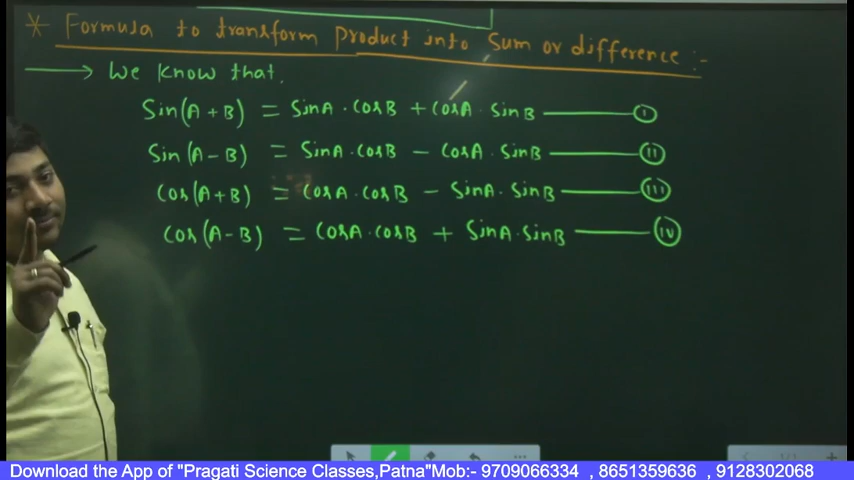 * Formula to transform product into sum or difference :-
→ We know that.
Sin(A+B) = SinA · CosB + CosA · SinB —— (i)
Sin(A-B) = SinA · CosB - CosA · SinB —— (ii)
Cos(A+B) = CosA · CosB - SinA · SinB —— (iii)
Cos(A-B) = CosA · CosB + SinA · SinB —— (iv)
Download the App of "Pragati Science Classes,Patna"Mob:- 9709066334 , 8651359636 , 9128302068